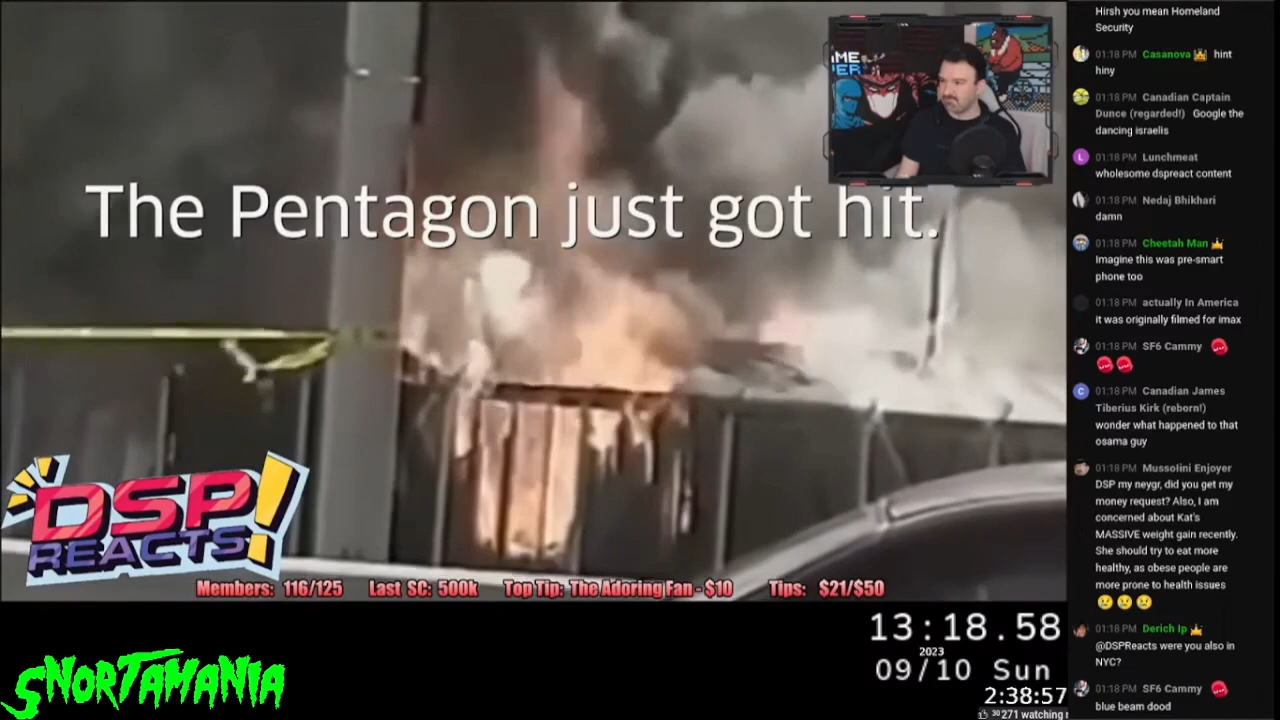 The Pentagon just got hit.
DSP
REACTS!
Members: 116/125 Last SC: 500k Top Tip: The Adoring Fan - $10 Tips: $21/$50
SNORTAMANIA
13:18.58
2023
09/10 Sun
2:38:57
30 271 watching
Hirsh you mean Homeland
Security
01:18 PM Casanova hint
hiny
01:18 PM Canadian Captain
Dunce (regarded!) Google the
dancing israelis
L 01:18 PM Lunchmeat
wholesome dspreact content
01:18 PM Nedaj Bhikhari
damn
01:18 PM Cheetah Man
Imagine this was pre-smart
phone too
01:18 PM actually In America
it was originally filmed for imax
01:18 PM SF6 Cammy
C 01:18 PM Canadian James
Tiberius Kirk (reborn!)
wonder what happened to that
osama guy
01:18 PM Mussolini Enjoyer
DSP my neygr, did you get my
money request? Also, I am
concerned about Kat's
MASSIVE weight gain recently.
She should try to eat more
healthy, as obese people are
more prone to health issues
01:18 PM Derich Ip
@DSPReacts were you also in
NYC?
01:18 PM SF6 Cammy
blue beam dood